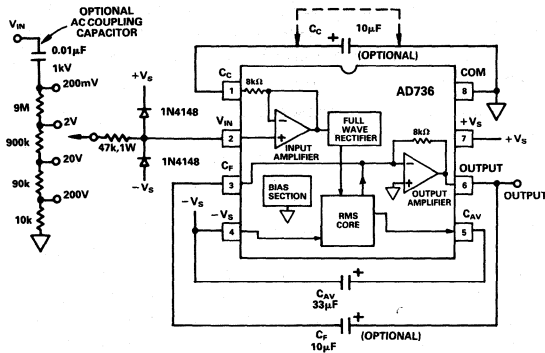 OPTIONAL
AC COUPLING
CAPACITOR
VIN
0.01µF
1kV
200mV
9M
2V
900k
20V
90k
200V
10k
47k, 1W
+VS
1N4148
1N4148
–VS
CC
10µF
+
(OPTIONAL)
AD736
CC
1
8kΩ
VIN
2
INPUT
AMPLIFIER
FULL
WAVE
RECTIFIER
CF
3
BIAS
SECTION
–VS
–VS
4
RMS
CORE
COM
8
+VS
7
+VS
8kΩ
OUTPUT
6
OUTPUT
OUTPUT
AMPLIFIER
CAV
5
CAV
33µF
+
CF
10µF
+
(OPTIONAL)